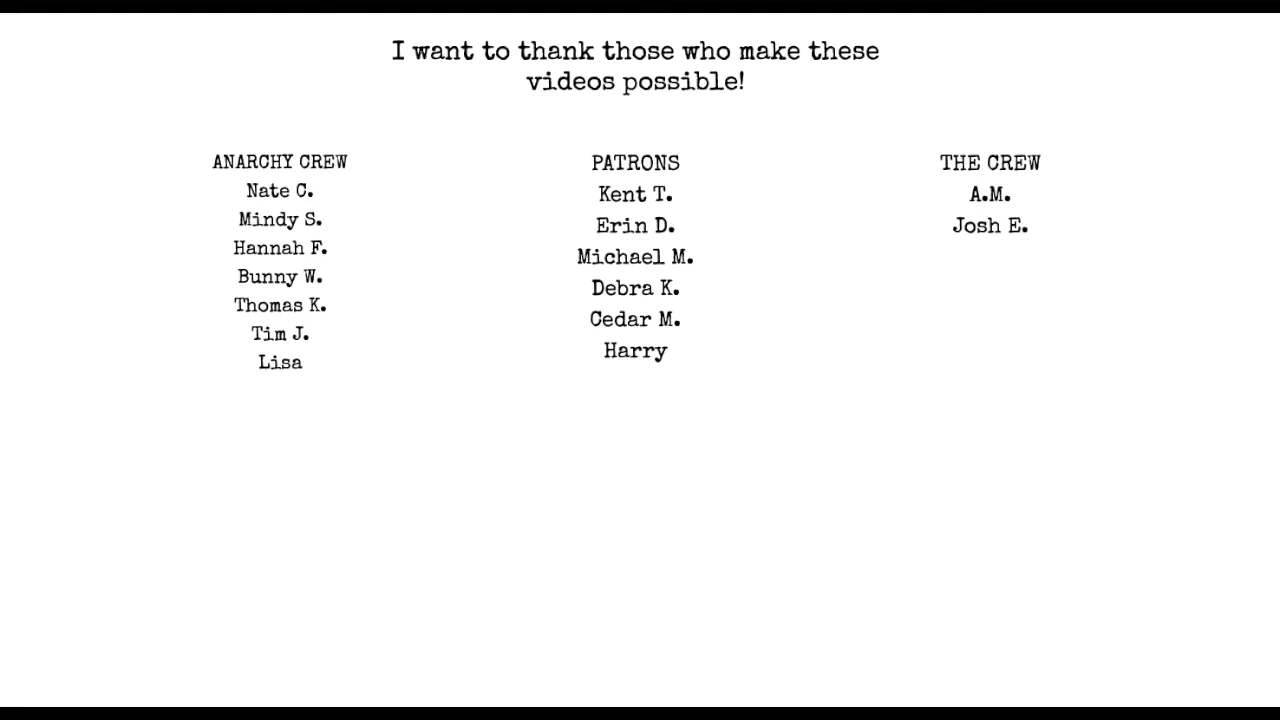 I want to thank those who make these
videos possible!
ANARCHY CREW
Nate C.
Mindy S.
Hannah F.
Bunny W.
Thomas K.
Tim J.
Lisa
PATRONS
Kent T.
Erin D.
Michael M.
Debra K.
Cedar M.
Harry
THE CREW
A.M.
Josh E.